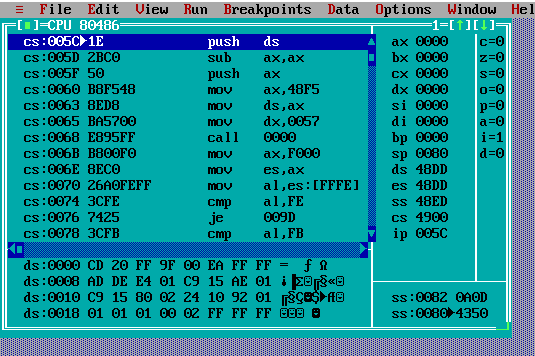 ≡ File Edit View Run Breakpoints Data Options Window Hel
[■]=CPU 80486 1=[↑][↓]
cs:005C►1E push ds ax 0000 c=0
cs:005D 2BC0 sub ax,ax bx 0000 z=0
cs:005F 50 push ax cx 0000 s=0
cs:0060 B8F548 mov ax,48F5 dx 0000 o=0
cs:0063 8ED8 mov ds,ax si 0000 p=0
cs:0065 BA5700 mov dx,0057 di 0000 a=0
cs:0068 E895FF call 0000 bp 0000 i=1
cs:006B B800F0 mov ax,F000 sp 0080 d=0
cs:006E 8EC0 mov es,ax ds 48DD
cs:0070 26A0FEFF mov al,es:[FFFE] es 48DD
cs:0074 3CFE cmp al,FE ss 48ED
cs:0076 7425 je 009D cs 4900
cs:0078 3CFB cmp al,FB ip 005C
ds:0000 CD 20 FF 9F 00 EA FF FF = ƒ Ω
ds:0008 AD DE E4 01 C9 15 AE 01 ¡▐Σ☺╔§«☺
ds:0010 C9 15 80 02 24 10 92 01 ╔§Ç☻$►Æ☺ ss:0082 0A0D
ds:0018 01 01 01 00 02 FF FF FF ☺☺☺ ☻ ss:0080►4350